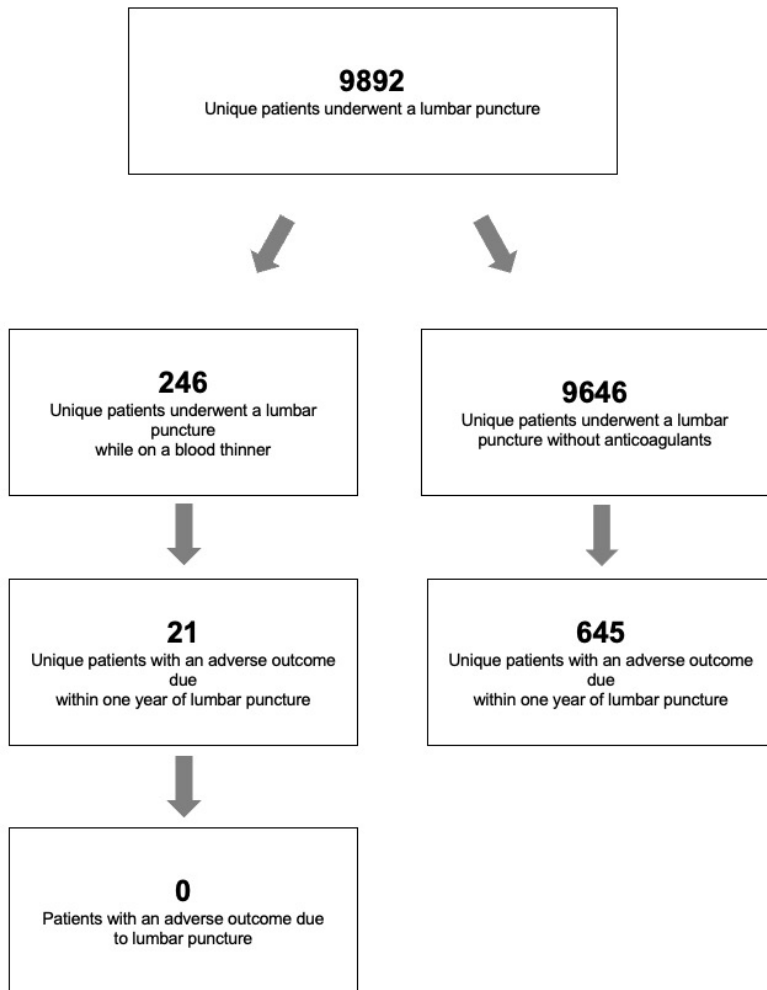 9892
Unique patients underwent a lumbar puncture
246
Unique patients underwent a lumbar
puncture
while on a blood thinner
9646
Unique patients underwent a lumbar
puncture without anticoagulants
21
Unique patients with an adverse outcome
due
within one year of lumbar puncture
645
Unique patients with an adverse outcome
due
within one year of lumbar puncture
0
Patients with an adverse outcome due
to lumbar puncture